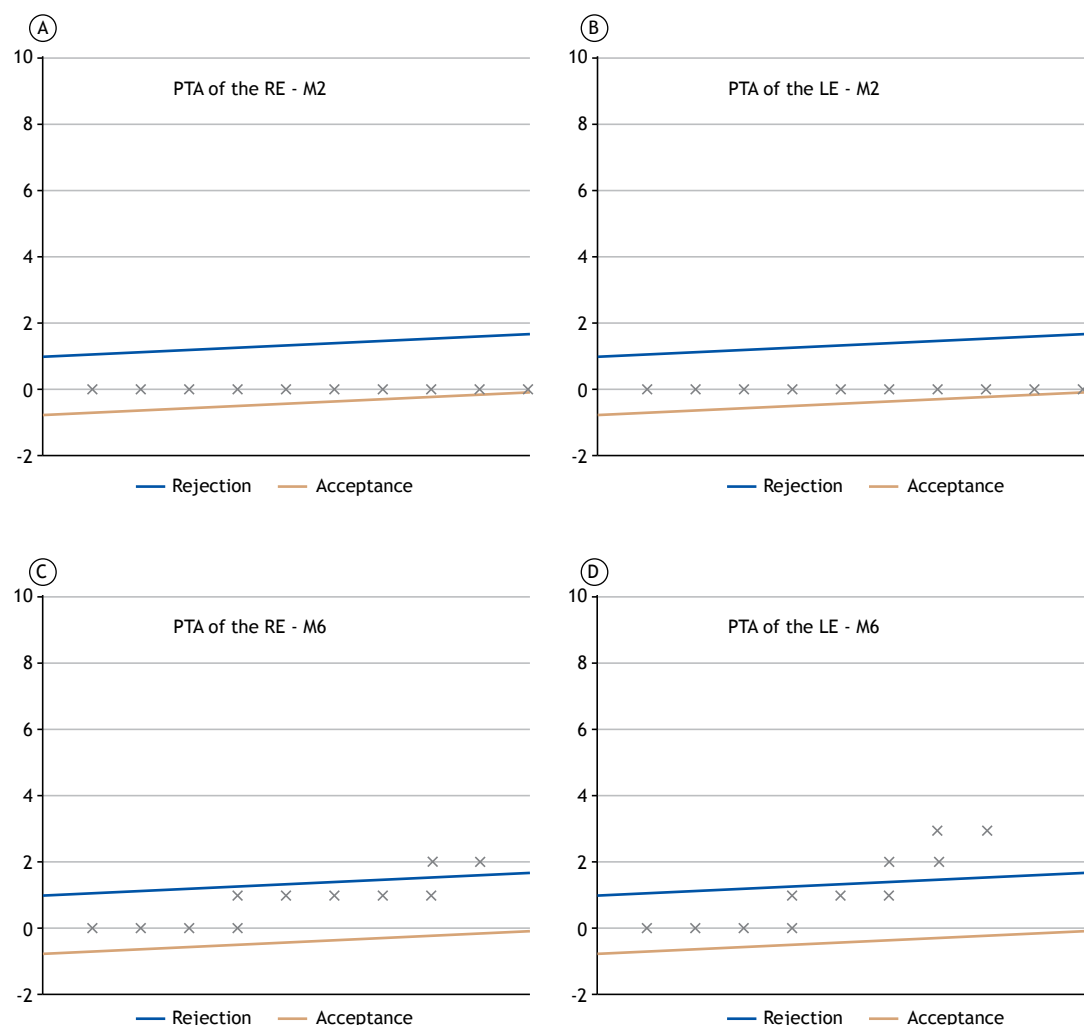 A
B
10
8
6
4
2
0
-2
PTA of the RE - M2
Rejection
Acceptance
10
8
6
4
2
0
-2
PTA of the LE - M2
Rejection
Acceptance
C
D
10
8
6
4
2
0
-2
PTA of the RE - M6
Rejection
Acceptance
10
8
6
4
2
0
-2
PTA of the LE - M6
Rejection
Acceptance